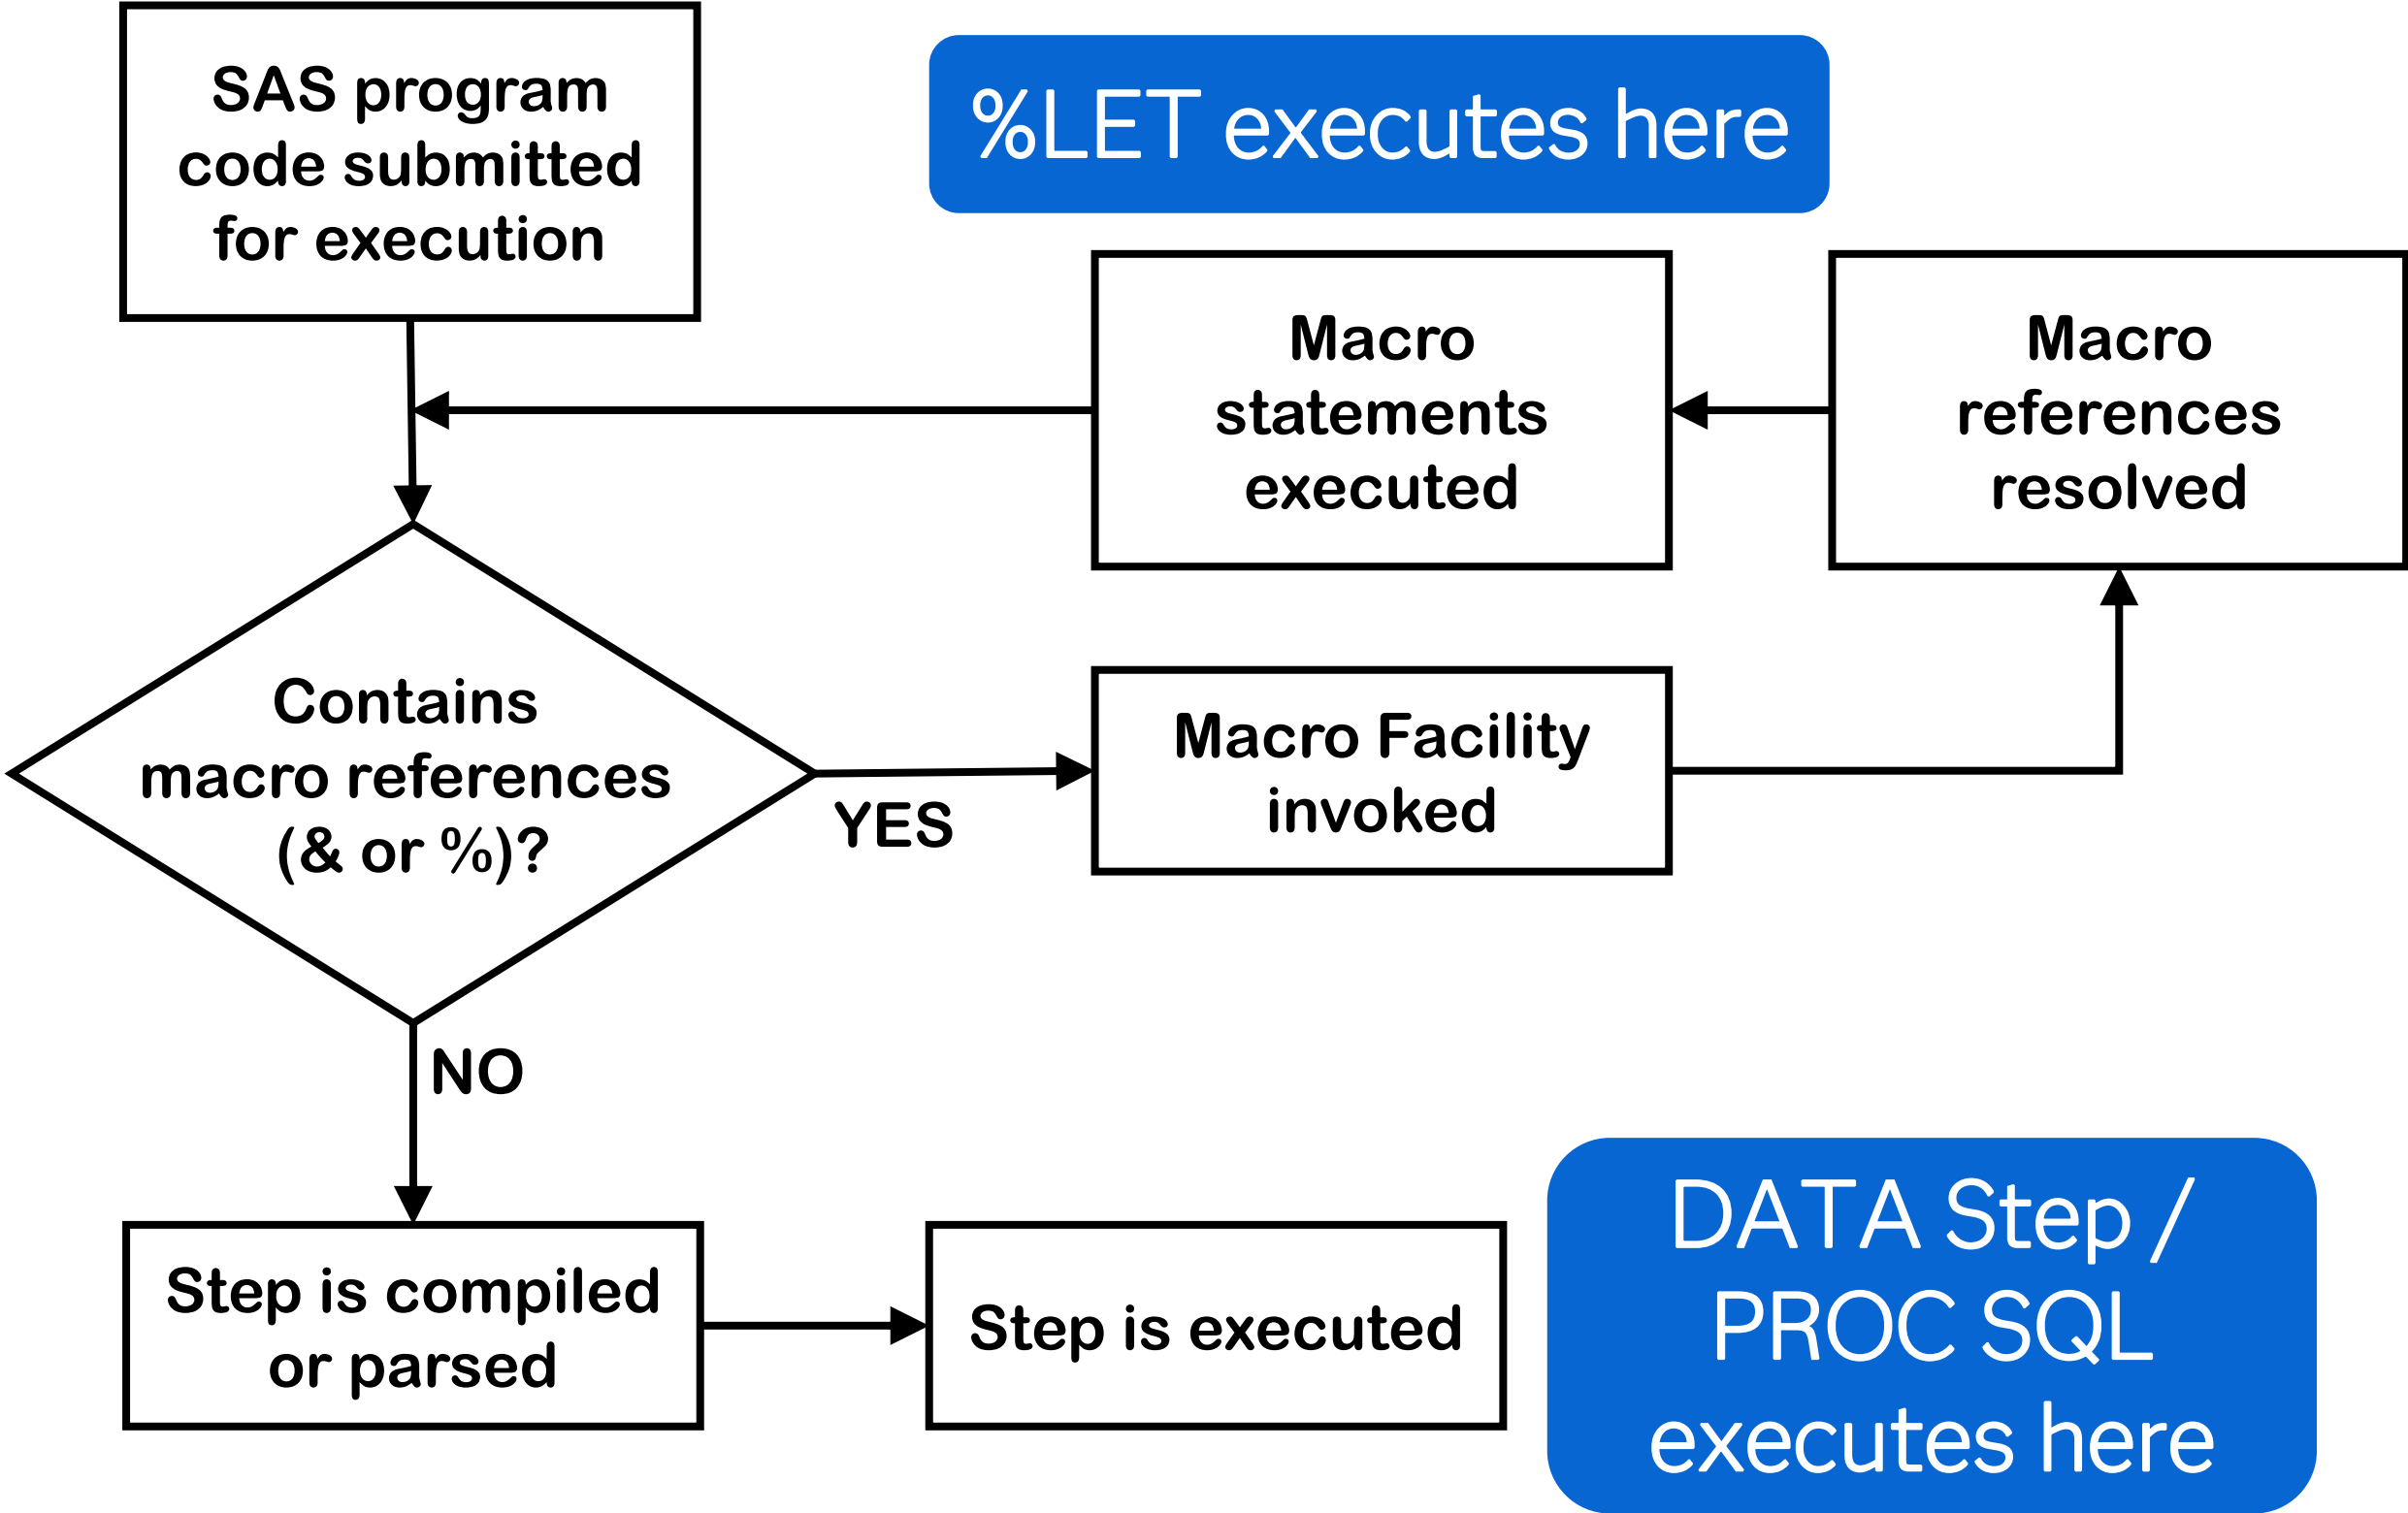 SAS program
code submitted
for execution
%LET executes here
Macro
statements
executed
Macro
references
resolved
Contains
macro references
(& or %)?
YES
Macro Facility
invoked
NO
Step is compiled
or parsed
Step is executed
DATA Step /
PROC SQL
executes here